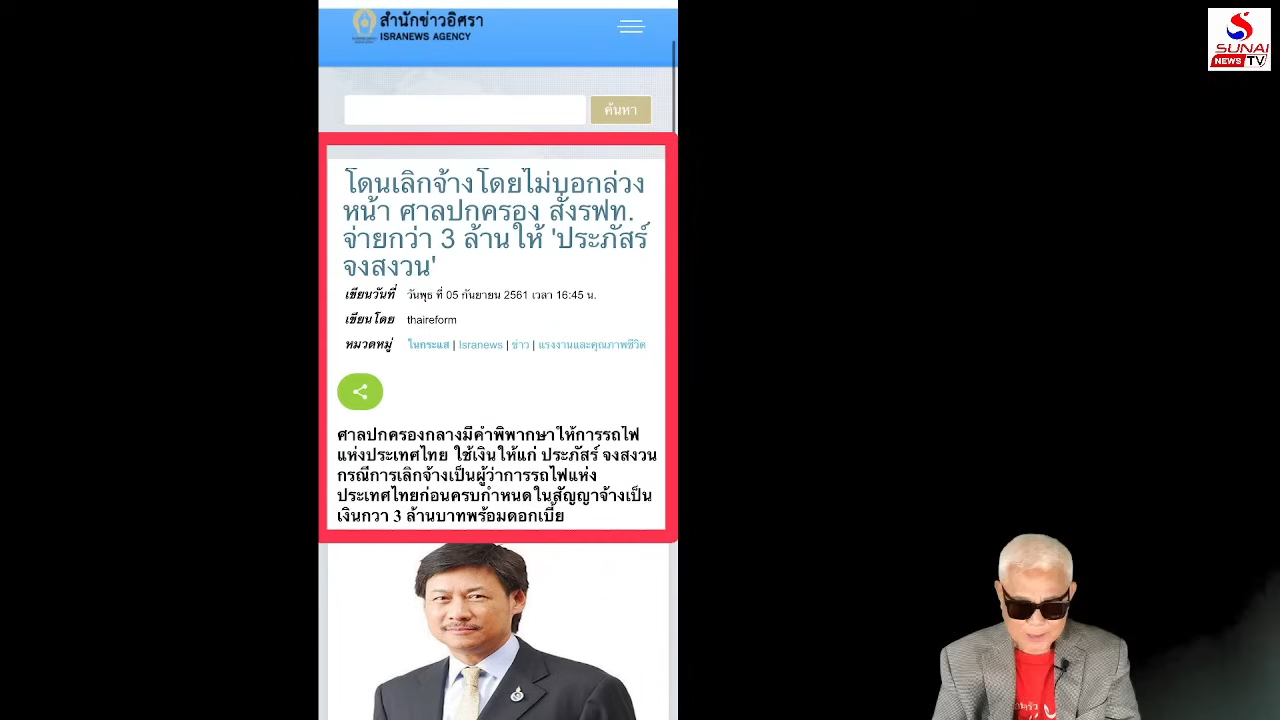 สำนักข่าวอิศรา
ISRANEWS AGENCY
SUNAI
NEWS TV
ค้นหา
โดนเลิกจ้างโดยไม่บอกล่วง
หน้า ศาลปกครอง สั่งรฟท.
จ่ายกว่า 3 ล้านให้ 'ประภัสร์
จงสงวน'
เขียนวันที่ วันพุธ ที่ 05 กันยายน 2561 เวลา 16:45 น.
เขียนโดย thaireform
หมวดหมู่ ในกระแส | Isranews | ข่าว | แรงงานและคุณภาพชีวิต
ศาลปกครองกลางมีคำพิพากษาให้การรถไฟ
แห่งประเทศไทย ใช้เงินให้แก่ ประภัสร์ จงสงวน
กรณีการเลิกจ้างเป็นผู้ว่าการรถไฟแห่ง
ประเทศไทยก่อนครบกำหนดในสัญญาจ้างเป็น
เงินกวา 3 ล้านบาทพร้อมดอกเบี้ย